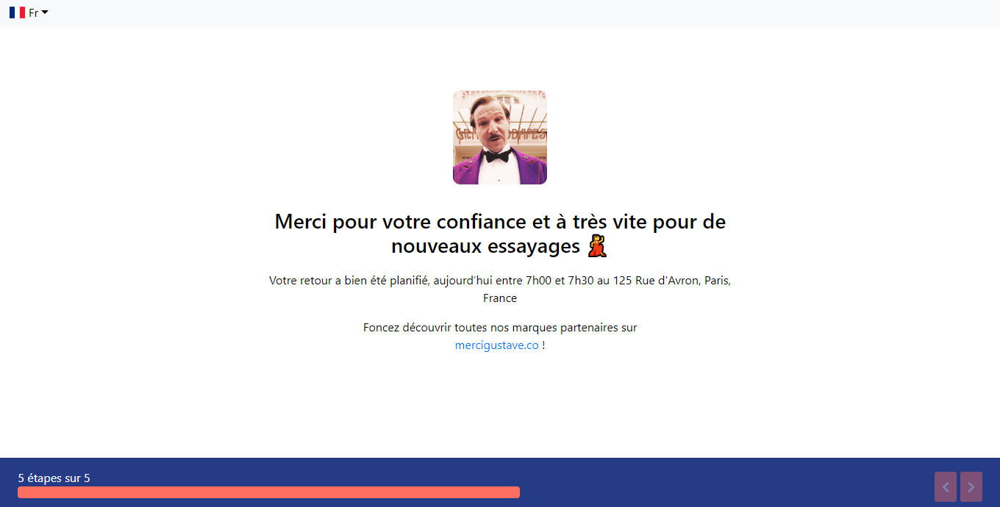 Fr
Merci pour votre confiance et à très vite pour de
nouveaux essayages 💃
Votre retour a bien été planifié, aujourd’hui entre 7h00 et 7h30 au 125 Rue d'Avron, Paris,
France
Foncez découvrir toutes nos marques partenaires sur
mercigustave.co !
5 étapes sur 5